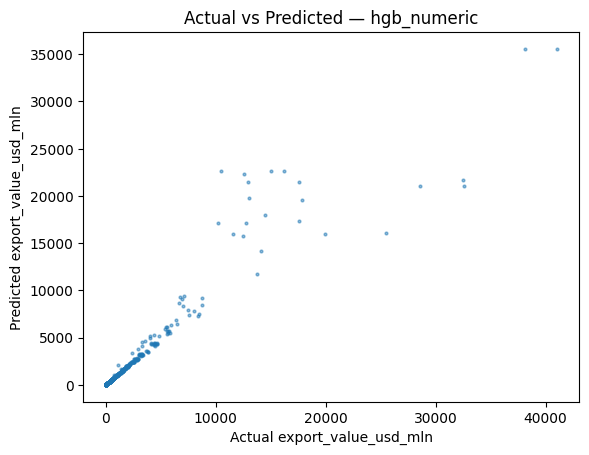 Actual vs Predicted — hgb_numeric
35000
30000
25000
20000
15000
10000
5000
0
Predicted export_value_usd_mln
0 10000 20000 30000 40000
Actual export_value_usd_mln